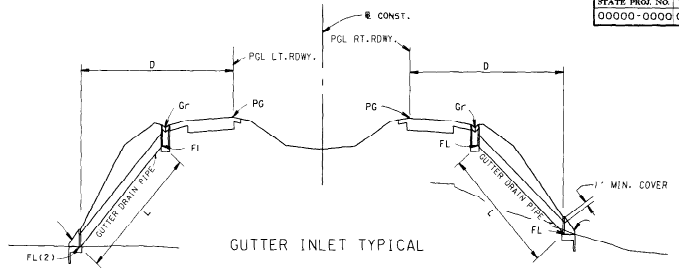 STATE PROJ. NO.
00000-0000
℄ CONST.
PGL RT.RDWY.
D
D
PGL LT.RDWY.
Gr
PG
PG
Gr
Fl
FL
GUTTER DRAIN PIPE
L
GUTTER DRAIN PIPE
L
1' MIN. COVER
FL
FL(2)
GUTTER INLET TYPICAL